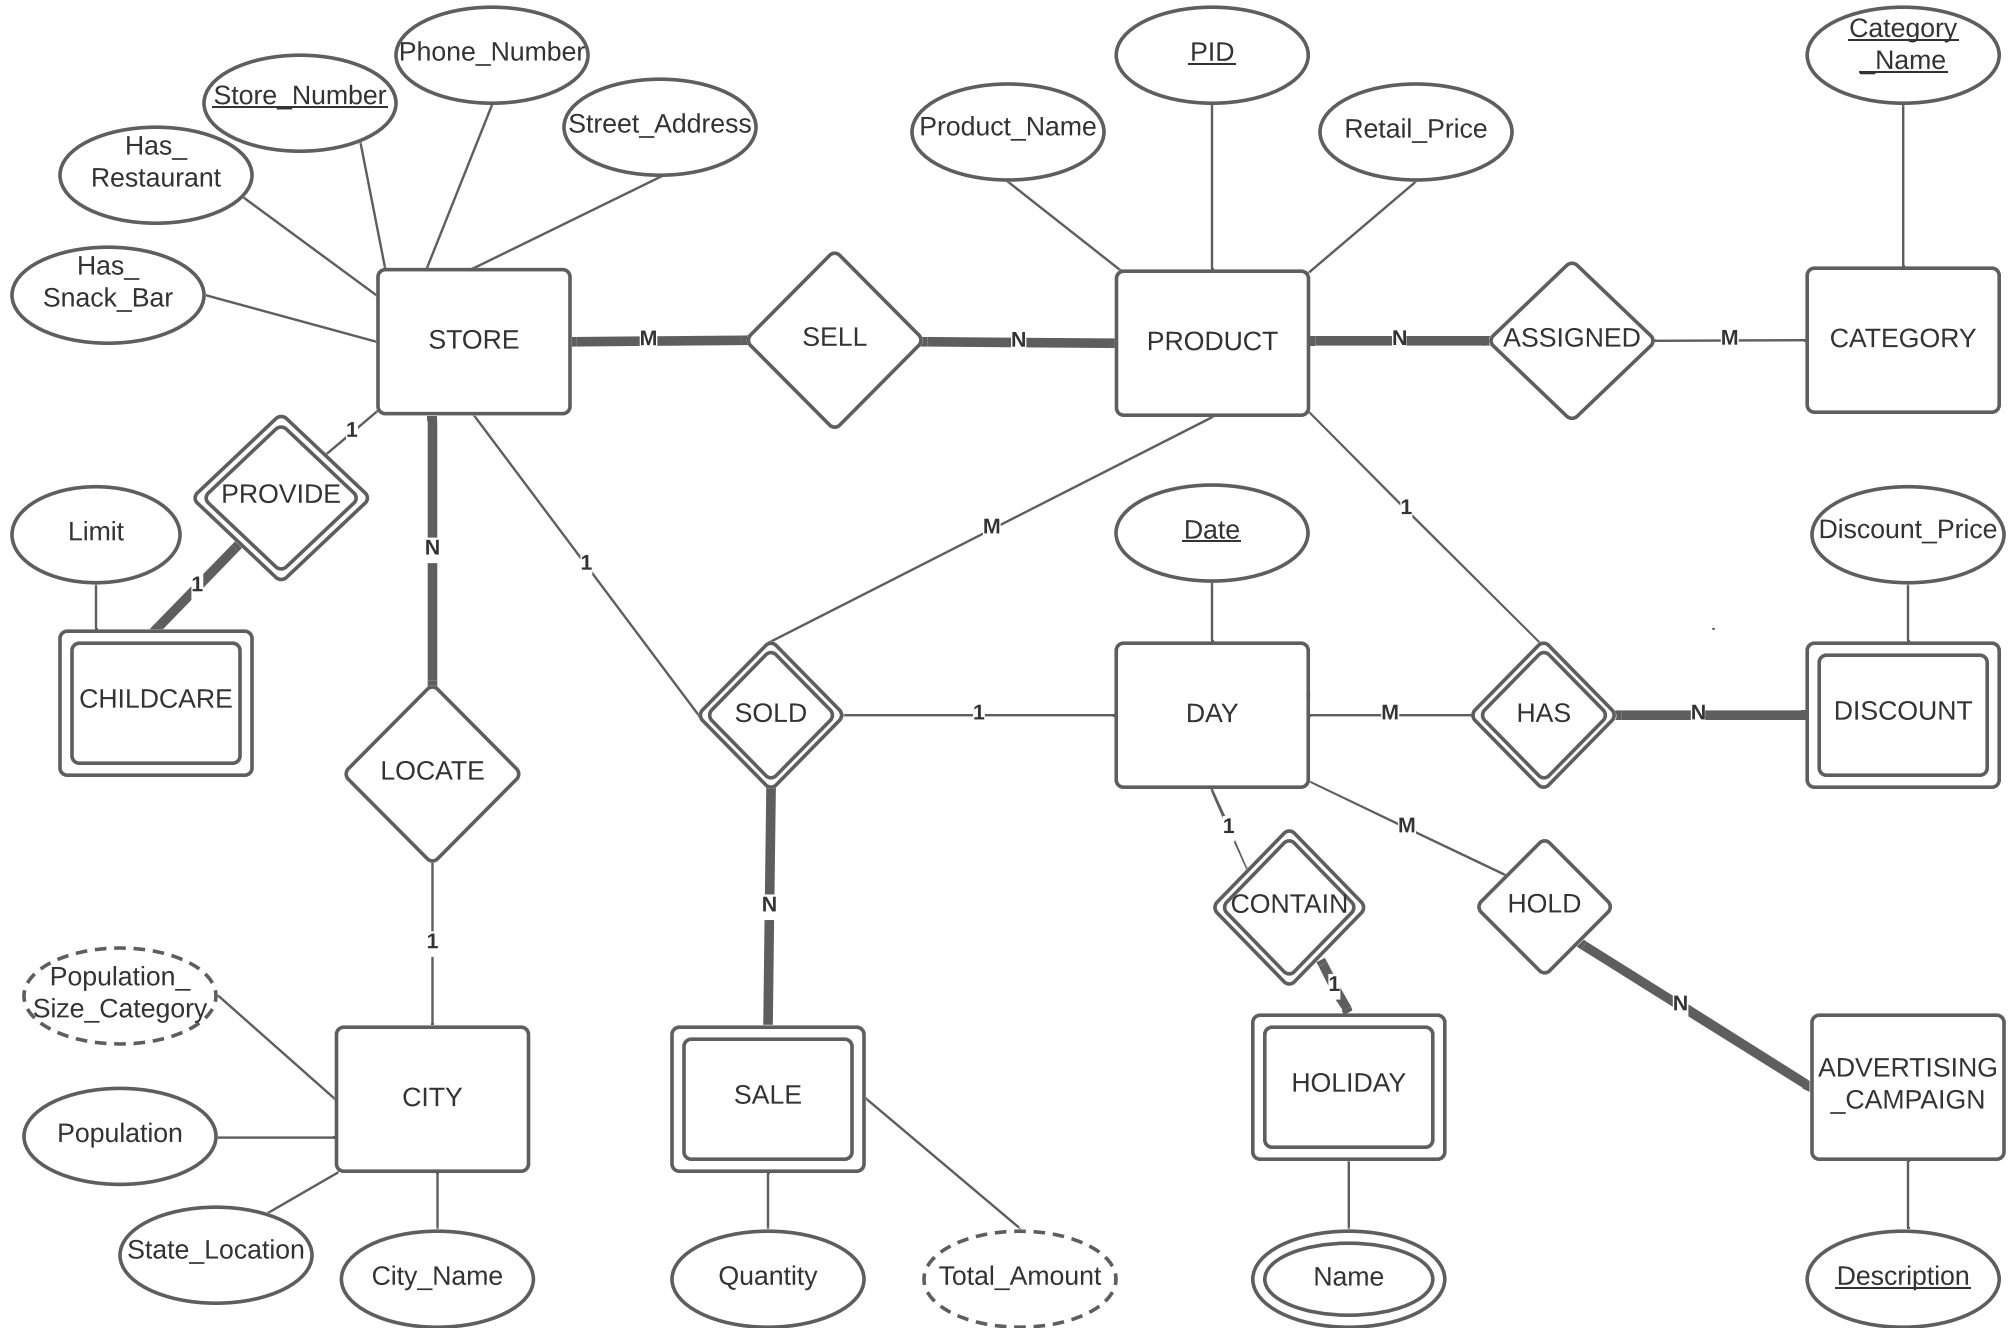 Phone_Number
Store_Number
Street_Address
Has_
Restaurant
Has_
Snack_Bar
PID
Product_Name
Retail_Price
Category
_Name
STORE
M
SELL
N
PRODUCT
N
ASSIGNED
M
CATEGORY
1
PROVIDE
Limit
1
CHILDCARE
N
LOCATE
1
1
M
SOLD
1
Date
DAY
1
M
HAS
N
Discount_Price
DISCOUNT
1
CONTAIN
1
M
HOLD
N
N
Population_
Size_Category
Population
State_Location
City_Name
CITY
SALE
Quantity
Total_Amount
HOLIDAY
Name
ADVERTISING
_CAMPAIGN
Description